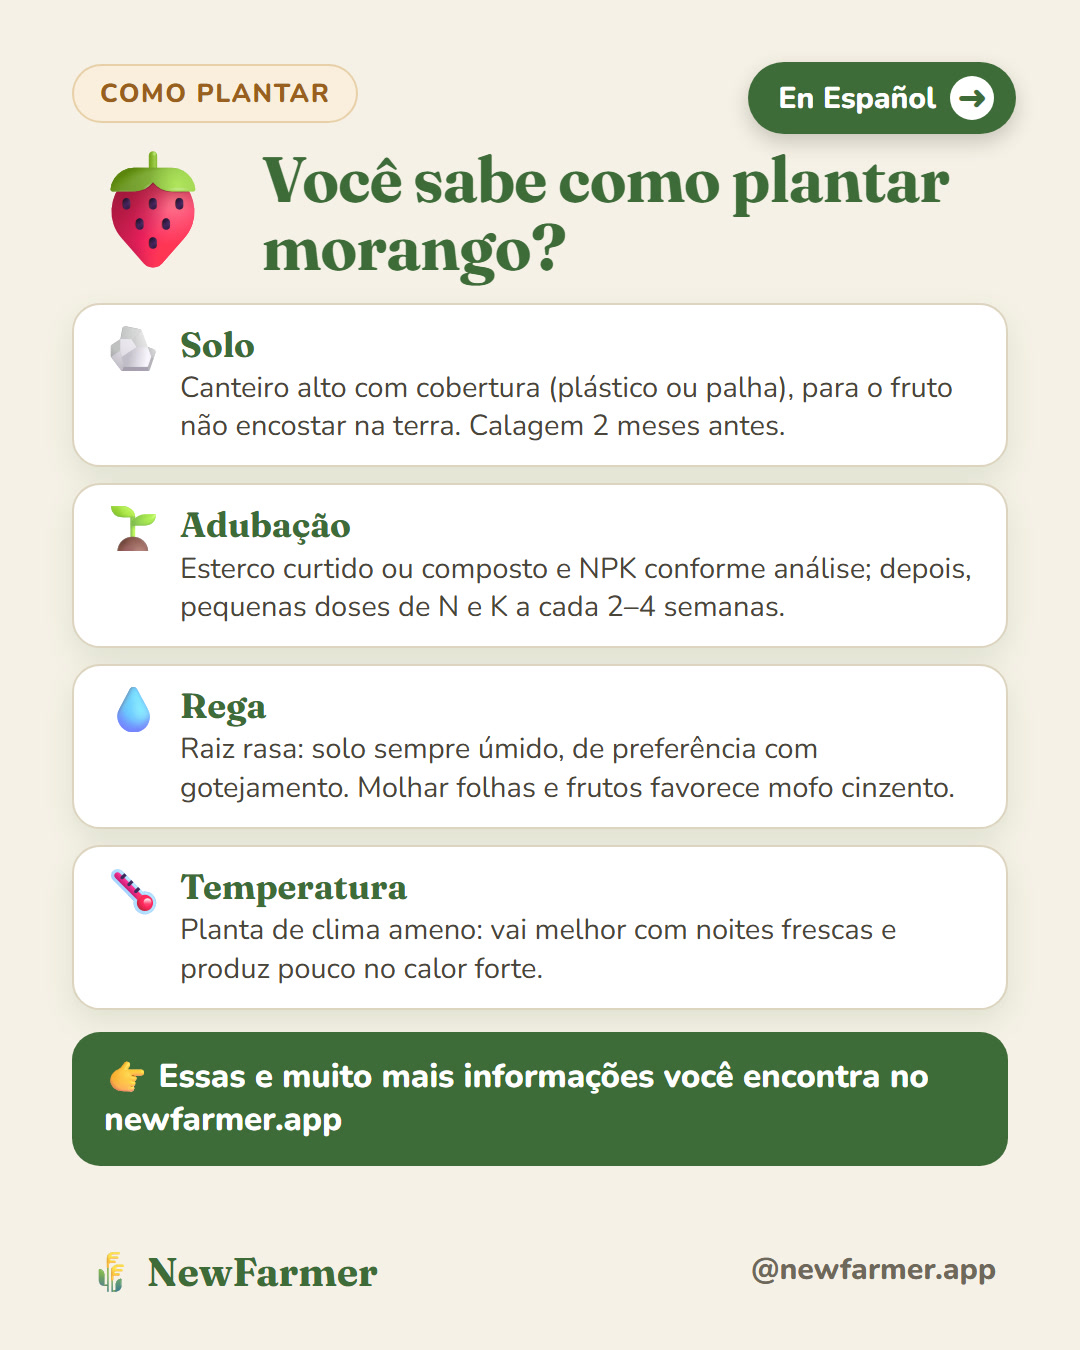 COMO PLANTAR
En Español
Você sabe como plantar
morango?
Solo
Canteiro alto com cobertura (plástico ou palha), para o fruto
não encostar na terra. Calagem 2 meses antes.
Adubação
Esterco curtido ou composto e NPK conforme análise; depois,
pequenas doses de N e K a cada 2–4 semanas.
Rega
Raiz rasa: solo sempre úmido, de preferência com
gotejamento. Molhar folhas e frutos favorece mofo cinzento.
Temperatura
Planta de clima ameno: vai melhor com noites frescas e
produz pouco no calor forte.
Essas e muito mais informações você encontra no
newfarmer.app
NewFarmer
@newfarmer.app